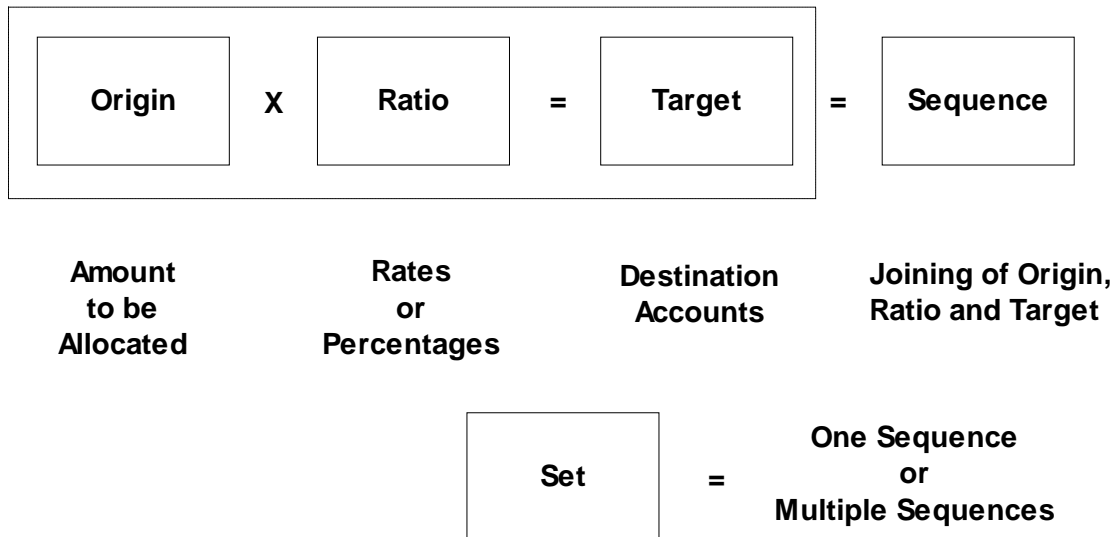 Origin X Ratio = Target = Sequence
Amount
to be
Allocated
Rates
or
Percentages
Destination
Accounts
Joining of Origin,
Ratio and Target
Set =
One Sequence
or
Multiple Sequences